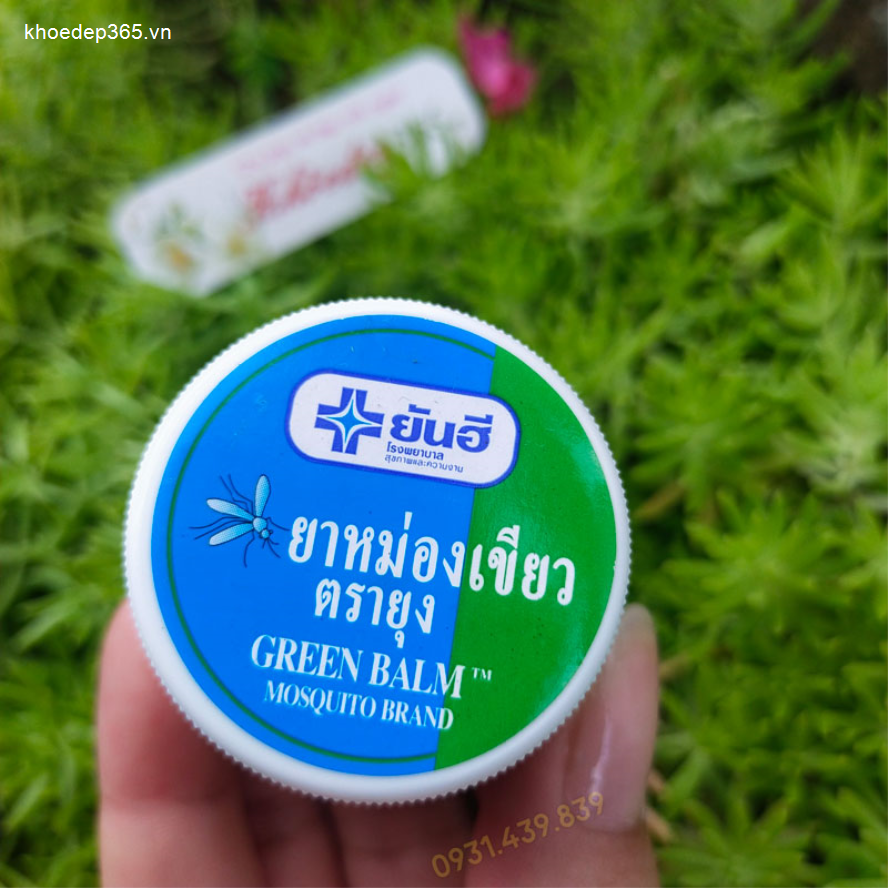 khoedep365.vn
ยันฮี
โรงพยาบาล
สุขภาพและความงาม
ยาหม่องเขียว
ตรายุง
GREEN BALM™
MOSQUITO BRAND
0931.439.839